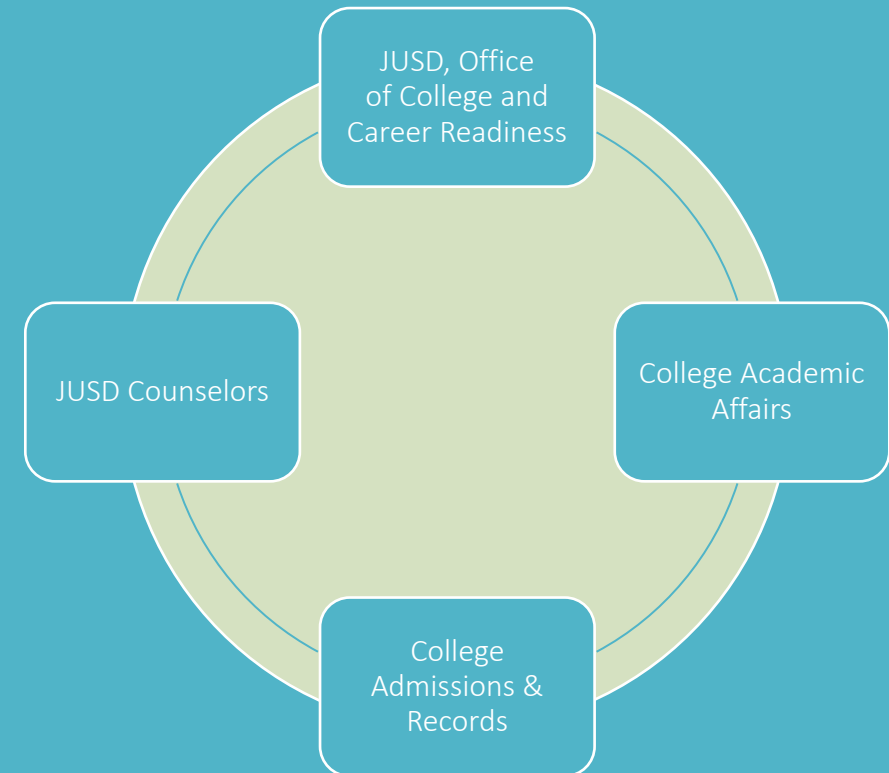 JUSD, Office
of College and
Career Readiness
JUSD Counselors
College Academic
Affairs
College
Admissions &
Records